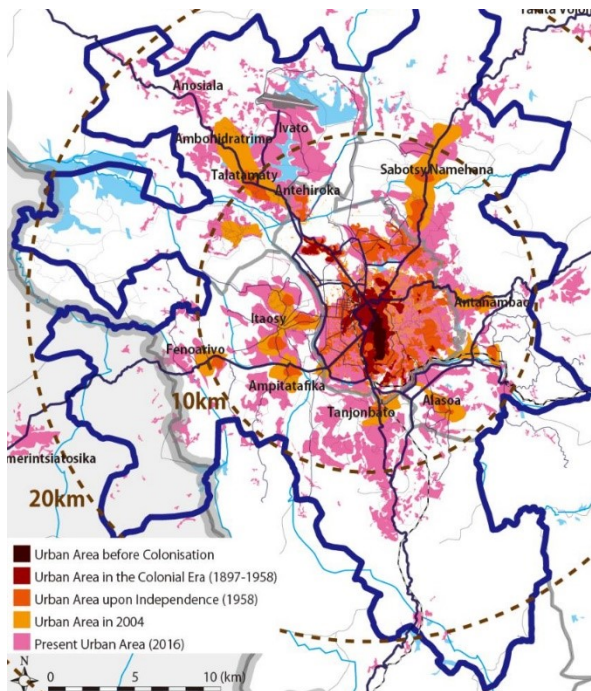 Anosiala
Ivato
Ambohidratrimo
Talatamaty
Antehiroka
Sabotsy Namehana
Itaosy
Antanambao
Fenoarivo
Ampitatafika
10km
Tanjonbato
Alasoa
merintsiatosika
20km
Urban Area before Colonisation
Urban Area in the Colonial Era (1897-1958)
Urban Area upon Independence (1958)
Urban Area in 2004
Present Urban Area (2016)
N
0 5 10 (km)